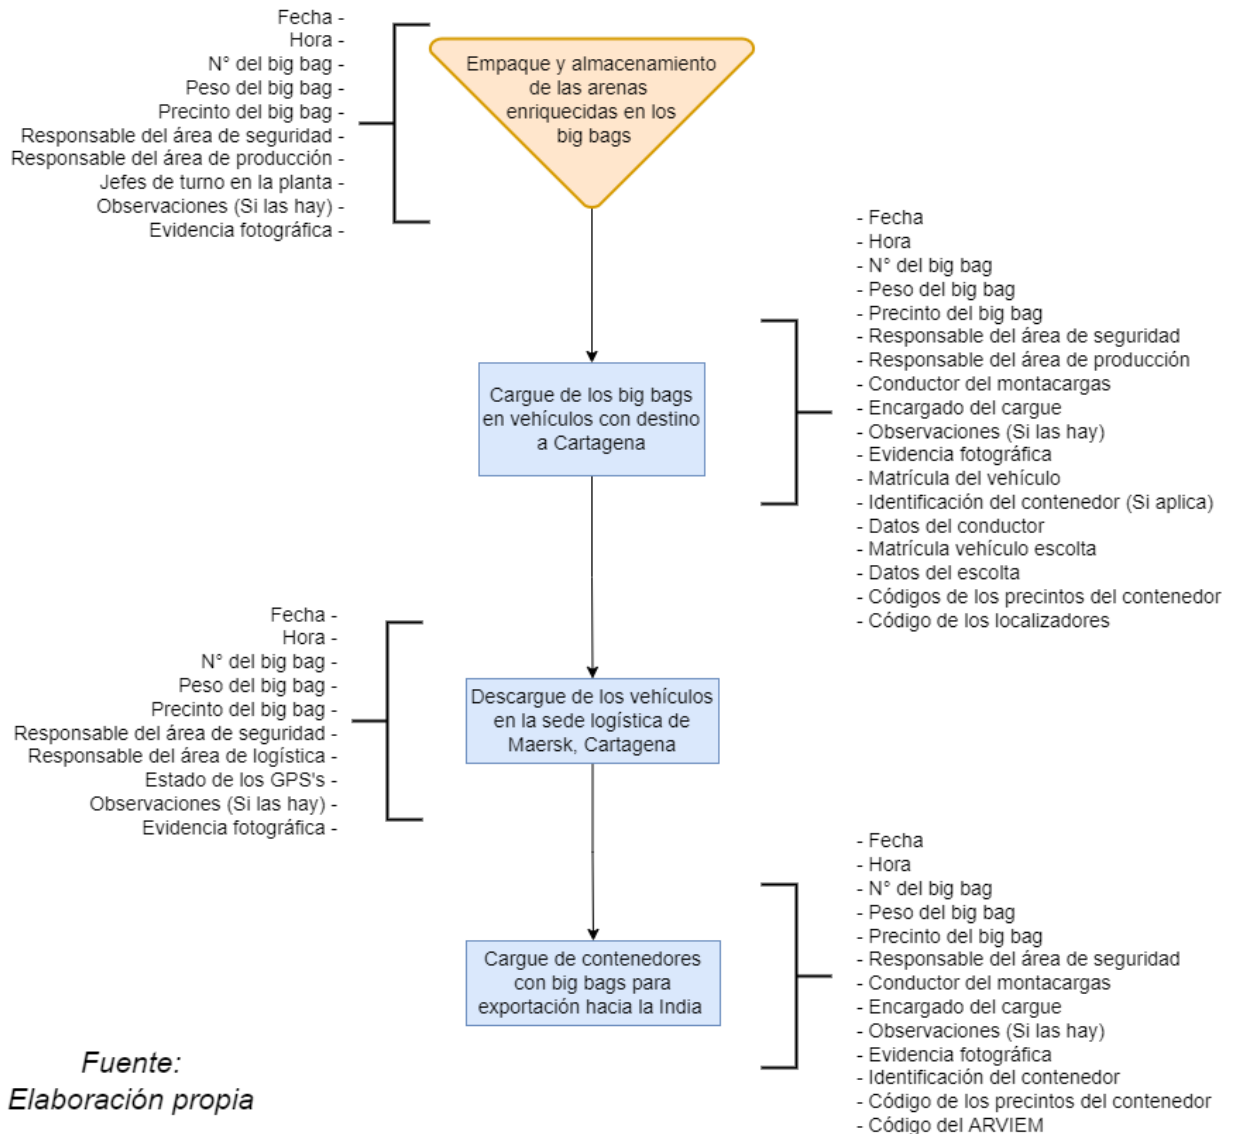 Fecha -
Hora -
N° del big bag -
Peso del big bag -
Precinto del big bag -
Responsable del área de seguridad -
Responsable del área de producción -
Jefes de turno en la planta -
Observaciones (Si las hay) -
Evidencia fotográfica -
Empaque y almacenamiento
de las arenas
enriquecidas en los
big bags
- Fecha
- Hora
- N° del big bag
- Peso del big bag
- Precinto del big bag
- Responsable del área de seguridad
- Responsable del área de producción
- Conductor del montacargas
- Encargado del cargue
- Observaciones (Si las hay)
- Evidencia fotográfica
- Matrícula del vehículo
- Identificación del contenedor (Si aplica)
- Datos del conductor
- Matrícula vehículo escolta
- Datos del escolta
- Códigos de los precintos del contenedor
- Código de los localizadores
Cargue de los big bags
en vehículos con destino
a Cartagena
Fecha -
Hora -
N° del big bag -
Peso del big bag -
Precinto del big bag -
Responsable del área de seguridad -
Responsable del área de logística -
Estado de los GPS's -
Observaciones (Si las hay) -
Evidencia fotográfica -
Descargue de los vehículos
en la sede logística de
Maersk, Cartagena
- Fecha
- Hora
- N° del big bag
- Peso del big bag
- Precinto del big bag
- Responsable del área de seguridad
- Conductor del montacargas
- Encargado del cargue
- Observaciones (Si las hay)
- Evidencia fotográfica
- Identificación del contenedor
- Código de los precintos del contenedor
- Código del ARVIEM
Cargue de contenedores
con big bags para
exportación hacia la India
Fuente:
Elaboración propia